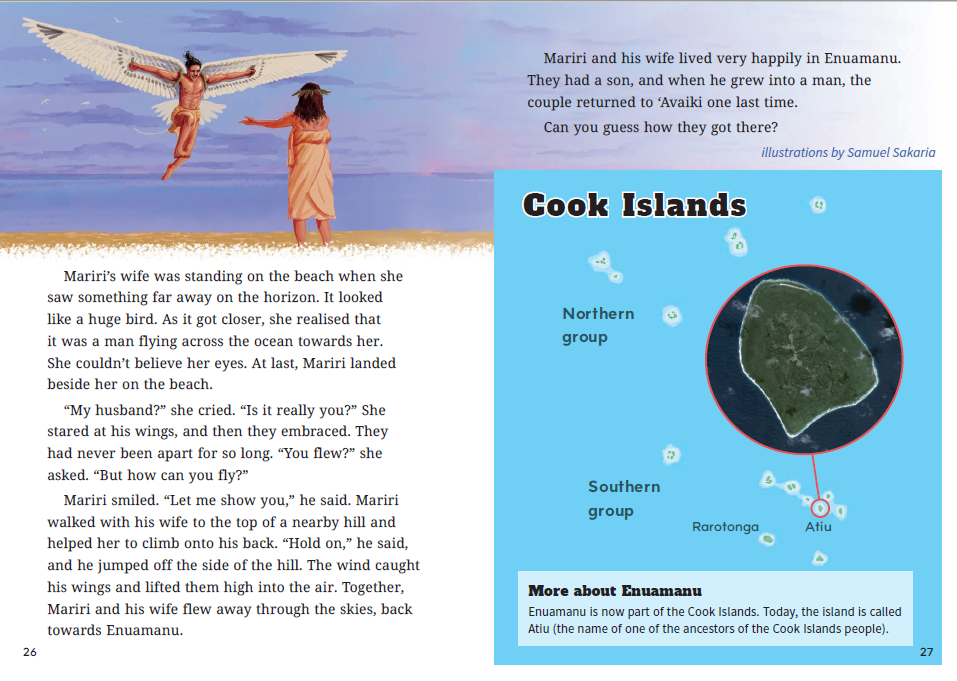 Mariri’s wife was standing on the beach when she
saw something far away on the horizon. It looked
like a huge bird. As it got closer, she realised that
it was a man flying across the ocean towards her.
She couldn’t believe her eyes. At last, Mariri landed
beside her on the beach.
“My husband?” she cried. “Is it really you?” She
stared at his wings, and then they embraced. They
had never been apart for so long. “You flew?” she
asked. “But how can you fly?”
Mariri smiled. “Let me show you,” he said. Mariri
walked with his wife to the top of a nearby hill and
helped her to climb onto his back. “Hold on,” he said,
and he jumped off the side of the hill. The wind caught
his wings and lifted them high into the air. Together,
Mariri and his wife flew away through the skies, back
towards Enuamanu.
26
Mariri and his wife lived very happily in Enuamanu.
They had a son, and when he grew into a man, the
couple returned to ‘Avaiki one last time.
Can you guess how they got there?
illustrations by Samuel Sakaria
Cook Islands
Northern
group
Southern
group
Rarotonga
Atiu
More about Enuamanu
Enuamanu is now part of the Cook Islands. Today, the island is called
Atiu (the name of one of the ancestors of the Cook Islands people).
27